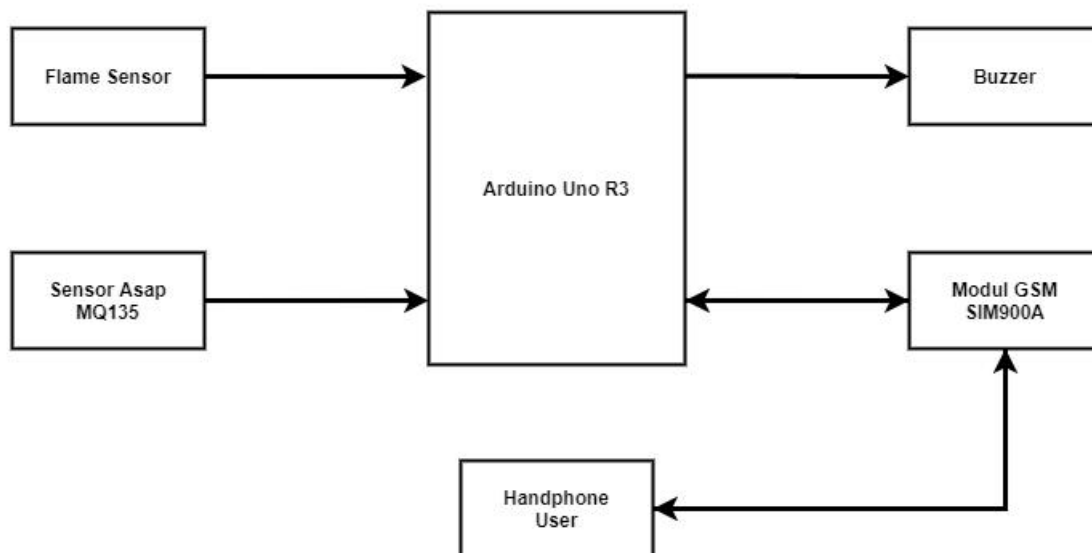 Flame Sensor
Buzzer
Arduino Uno R3
Sensor Asap
MQ135
Modul GSM
SIM900A
Handphone
User